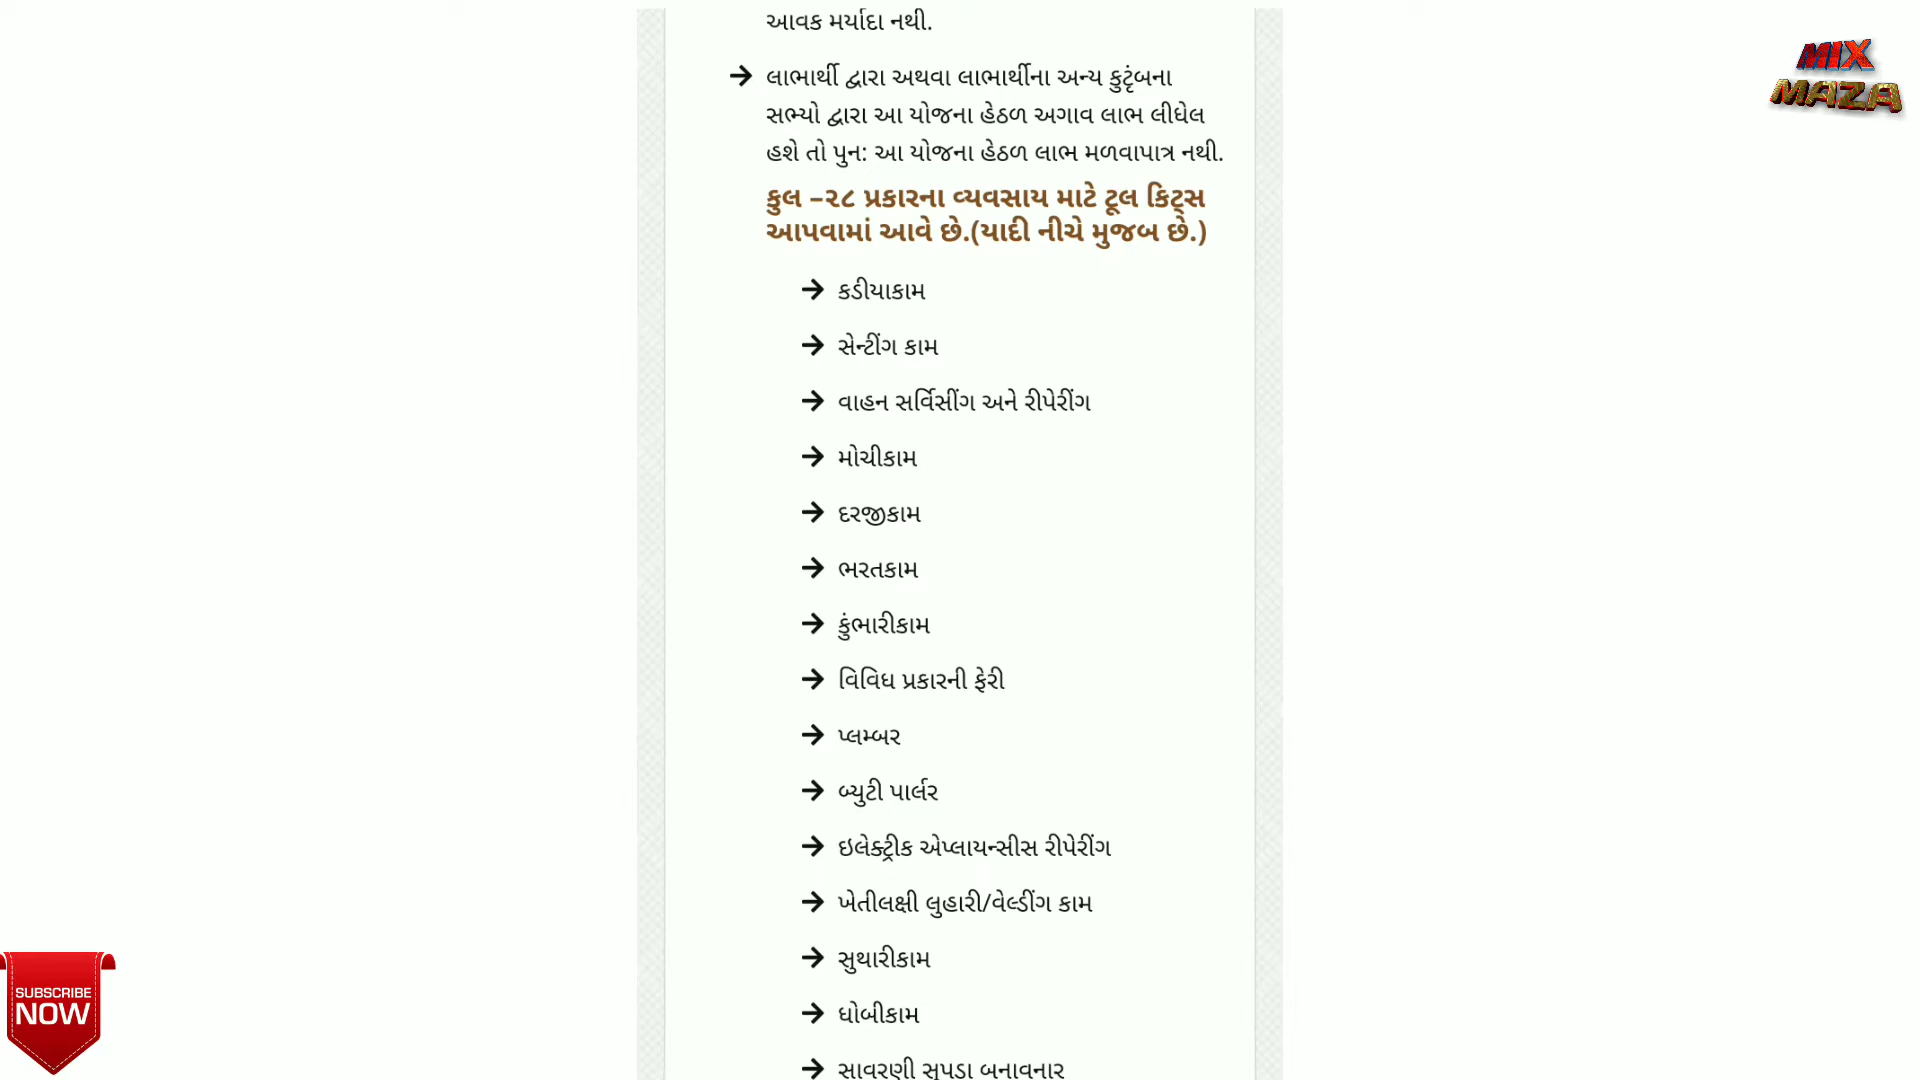 આવક મર્યાદા નથી.
લાભાર્થી દ્વારા અથવા લાભાર્થીના અન્ય કુટૃંબના
સભ્યો દ્વારા આ યોજના હેઠળ અગાવ લાભ લીધેલ
હશે તો પુન: આ યોજના હેઠળ લાભ મળવાપાત્ર નથી.
કુલ –૨૮ પ્રકારના વ્યવસાય માટે ટૂલ કિટ્સ
આપવામાં આવે છે.(યાદી નીચે મુજબ છે.)
કડીયાકામ
સેન્ટીંગ કામ
વાહન સર્વિસીંગ અને રીપેરીંગ
મોચીકામ
દરજીકામ
ભરતકામ
કુંભારીકામ
વિવિધ પ્રકારની ફેરી
પ્લમ્બર
બ્યુટી પાર્લર
ઇલેક્ટ્રીક એપ્લાયન્સીસ રીપેરીંગ
ખેતીલક્ષી લુહારી/વેલ્ડીંગ કામ
સુથારીકામ
ધોબીકામ
સાવરણી સુપડા બનાવનાર
MIX
MAZA
SUBSCRIBE
NOW